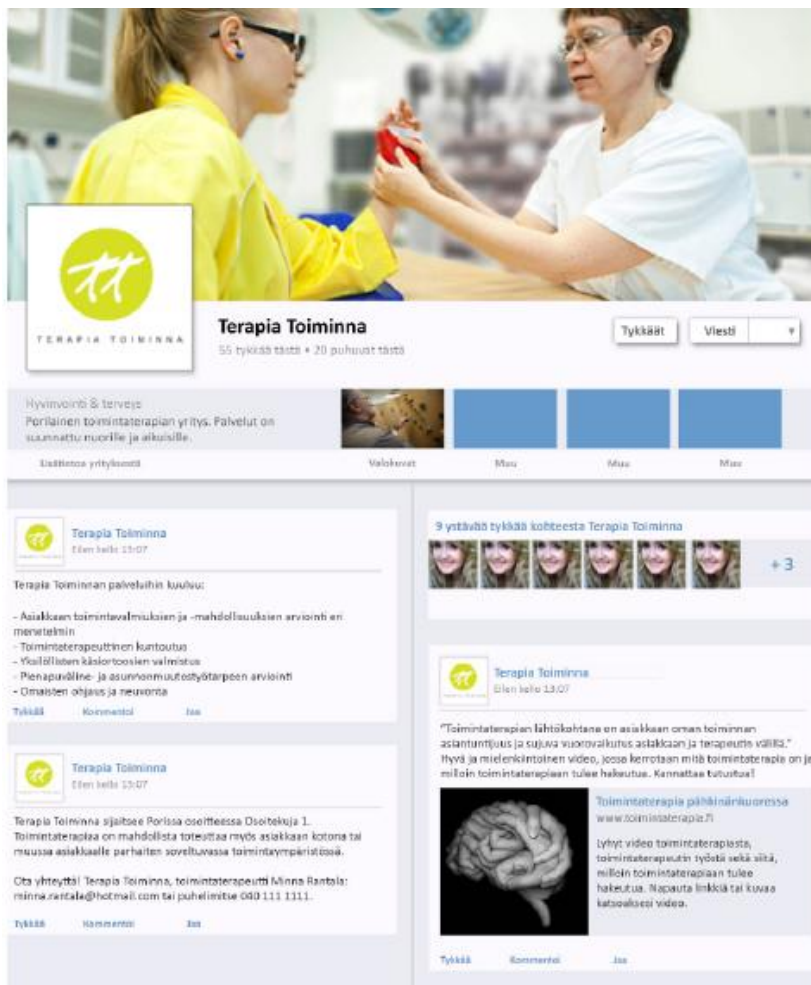 tt
TERAPIA TOIMINNA
Terapia Toiminna
55 tykkää tästä • 20 puhuvat tästä
Tykkäät
Viesti
Hyvinvointi & terveys
Porilainen toimintaterapian yritys. Palvelut on
suunnattu nuorille ja aikuisille.
Lisätietoa yrityksestä
Valokuvat
Muu
Muu
Muu
Terapia Toiminna
Eilen kello 13:07
Terapia Toiminnan palveluihin kuuluu:
- Asiakkaan toimintavalmiuksien ja -mahdollisuuksien arviointi eri
menetelmin
- Toimintaterapeuttinen kuntoutus
- Yksilöllisten käsiortoosien valmistus
- Pienapuväline- ja asunnonmuutostyötarpeen arviointi
- Omaisten ohjaus ja neuvonta
Tykkää Kommentoi Jaa
Terapia Toiminna
Eilen kello 13:07
Terapia Toiminna sijaitsee Porissa osoitteessa Osoitekuja 1.
Toimintaterapiaa on mahdollista toteuttaa myös asiakkaan kotona tai
muussa asiakkaalle parhaiten soveltuvassa toimintaympäristössä.
Ota yhteyttä! Terapia Toiminna, toimintaterapeutti Minna Rantala:
minna.rantala@hotmail.com tai puhelimitse 040 111 1111.
Tykkää Kommentoi Jaa
9 ystävää tykkää kohteesta Terapia Toiminna
+ 3
Terapia Toiminna
Eilen kello 13:07
"Toimintaterapian lähtökohtana on asiakkaan oman toiminnan
asiantuntijuus ja sujuva vuorovaikutus asiakkaan ja terapeutin välillä."
Hyvä ja mielenkiintoinen video, jossa kerrotaan mitä toimintaterapia on ja
milloin toimintaterapiaan tulee hakeutua. Kannattaa tutustua!
Toimintaterapia pähkinänkuoressa
www.toimintaterapia.fi
Lyhyt video toimintaterapiasta,
toimintaterapeutin työstä sekä siitä,
milloin toimintaterapiaan tulee
hakeutua. Napauta linkkiä tai kuvaa
katsoaksesi video.
Tykkää Kommentoi Jaa